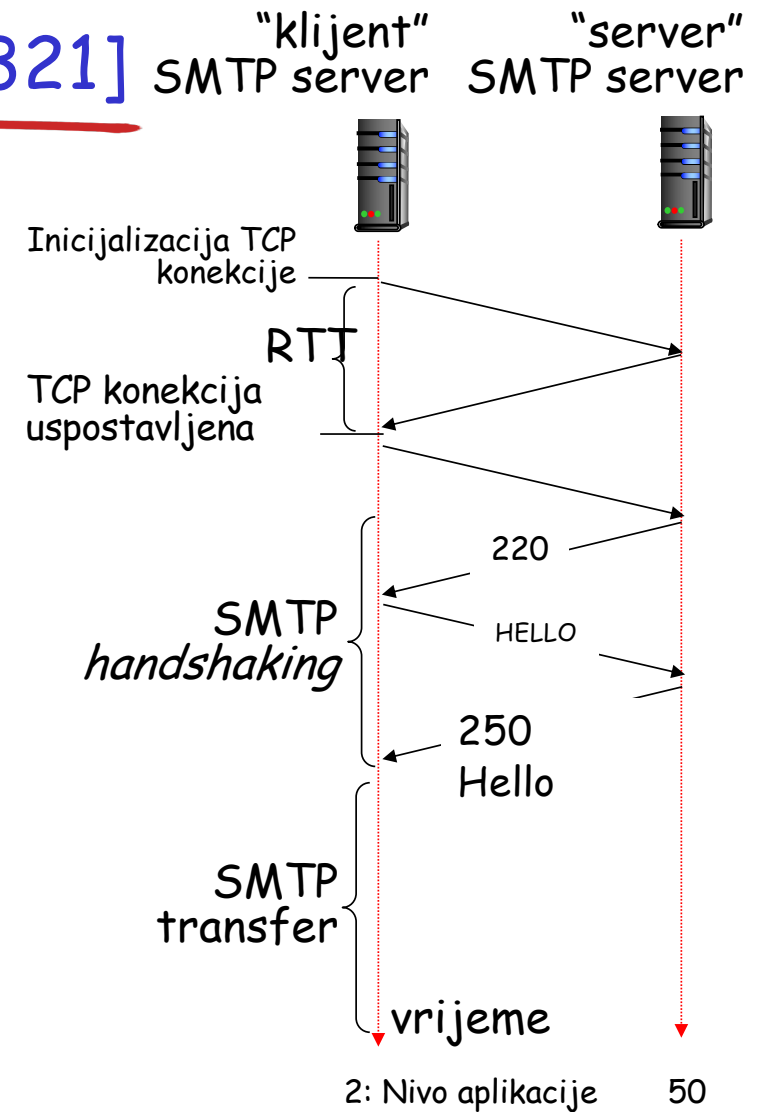 321]
“klijent”
SMTP server
“server”
SMTP server
Inicijalizacija TCP
konekcije
RTT
TCP konekcija
uspostavljena
220
SMTP
handshaking
HELLO
250
Hello
SMTP
transfer
vrijeme
2: Nivo aplikacije 50